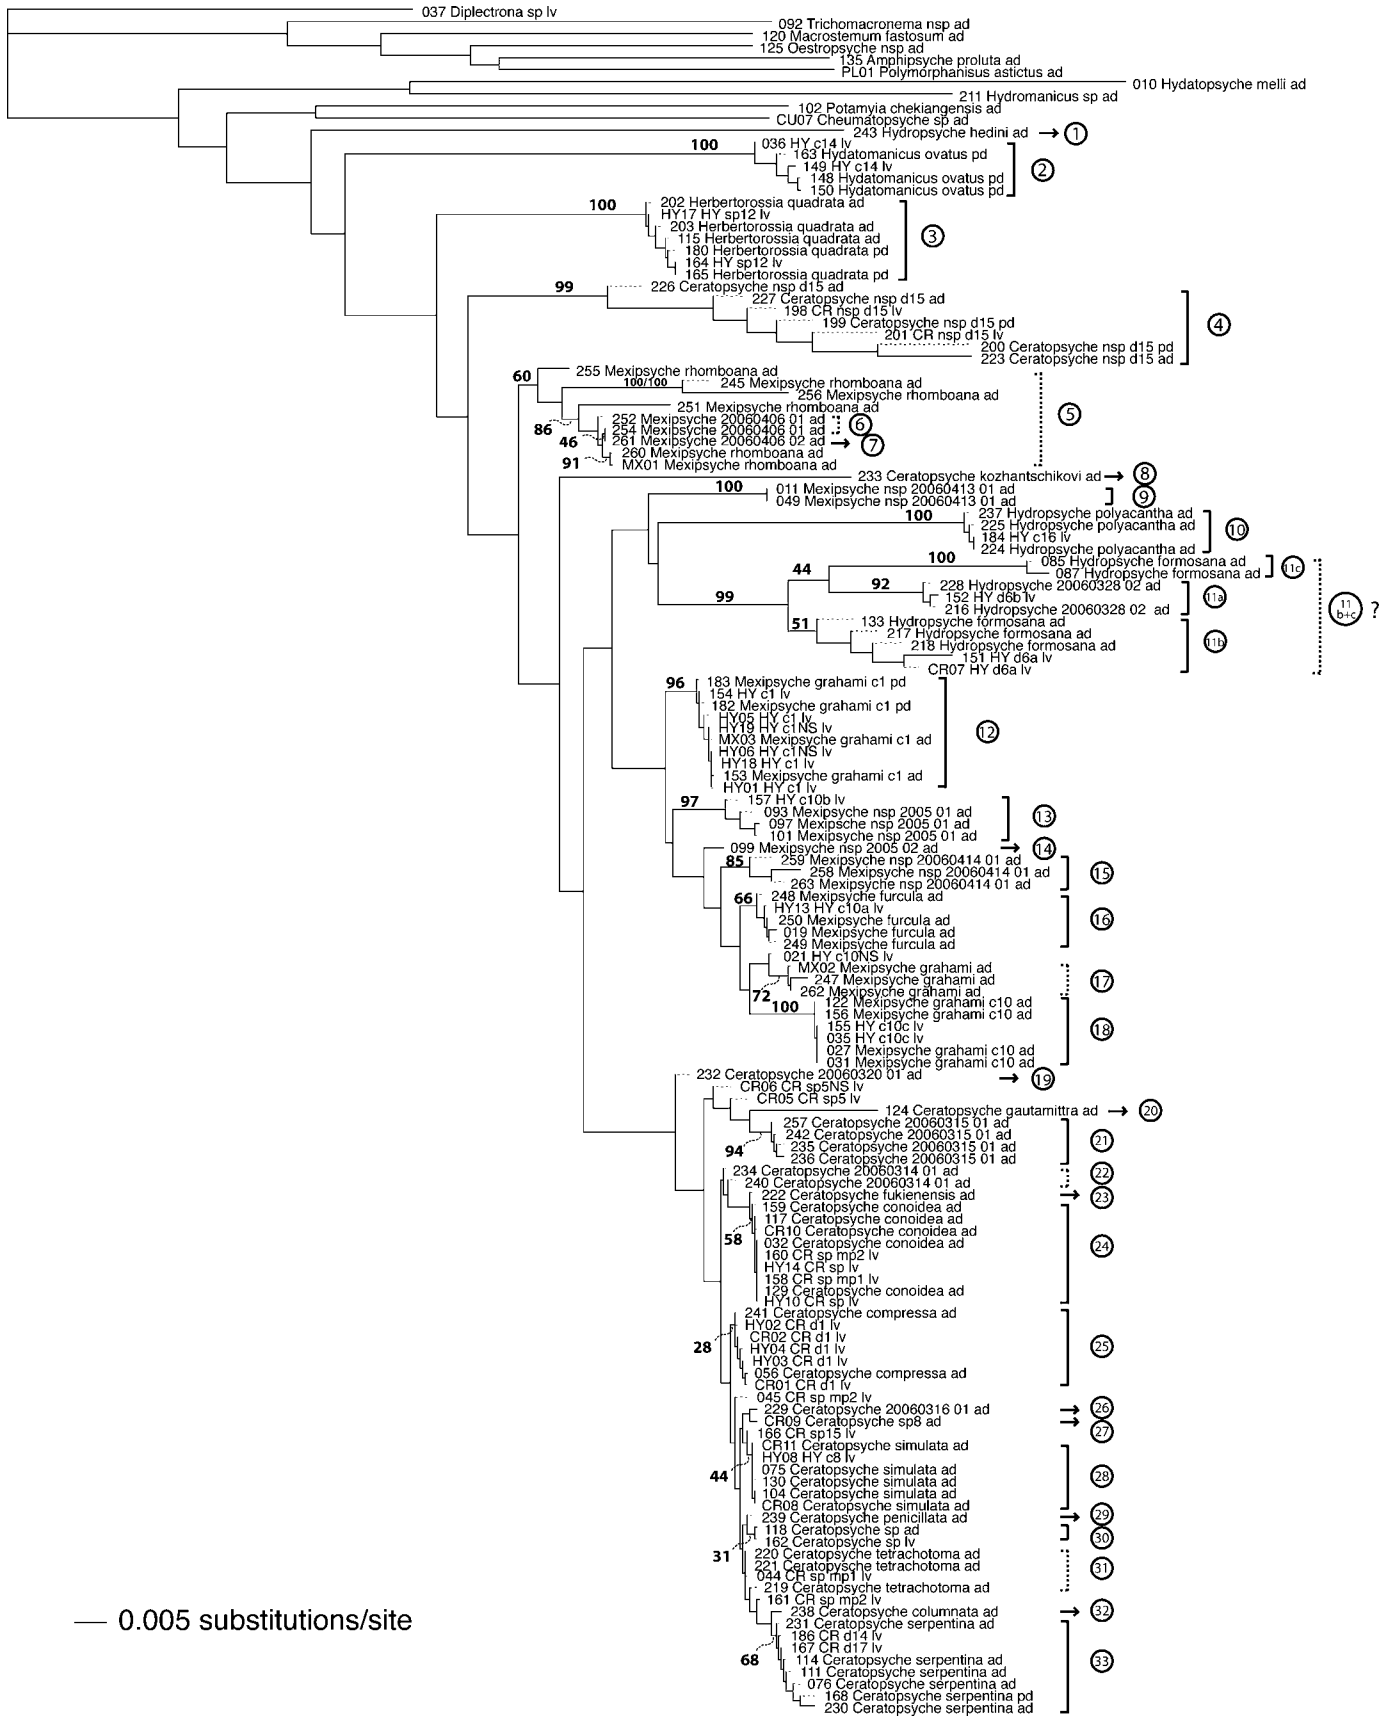 037 Diplectrona sp lv
092 Trichomacronema nsp ad
120 Macrostemum fastosum ad
125 Oestropsyche nsp ad
135 Amphipsyche proluta ad
PL01 Polymorphanisus astictus ad
010 Hydatopsyche melli ad
211 Hydromanicus sp ad
102 Potamyia chekiangensis ad
CU07 Cheumatopsyche sp ad
243 Hydropsyche hedini ad → 1
100 036 HY c14 lv
163 Hydatomanicus ovatus pd
149 HY c14 lv 2
148 Hydatomanicus ovatus pd
150 Hydatomanicus ovatus pd
100 202 Herbertorossia quadrata ad
HY17 HY sp12 lv
203 Herbertorossia quadrata ad
115 Herbertorossia quadrata ad 3
180 Herbertorossia quadrata pd
164 HY sp12 lv
165 Herbertorossia quadrata pd
99 226 Ceratopsyche nsp d15 ad
227 Ceratopsyche nsp d15 ad
198 CR nsp d15 lv
199 Ceratopsyche nsp d15 pd 4
201 CR nsp d15 lv
200 Ceratopsyche nsp d15 pd
223 Ceratopsyche nsp d15 ad
60 255 Mexipsyche rhomboana ad
100/100 245 Mexipsyche rhomboana ad
256 Mexipsyche rhomboana ad
251 Mexipsyche rhomboana ad 5
86 252 Mexipsyche 20060406 01 ad 6
254 Mexipsyche 20060406 01 ad
46 261 Mexipsyche 20060406 02 ad → 7
260 Mexipsyche rhomboana ad
91 MX01 Mexipsyche rhomboana ad
233 Ceratopsyche kozhantschikovi ad → 8
100 011 Mexipsyche nsp 20060413 01 ad 9
049 Mexipsyche nsp 20060413 01 ad
100 237 Hydropsyche polyacantha ad
225 Hydropsyche polyacantha ad 10
184 HY c16 lv
224 Hydropsyche polyacantha ad
100 085 Hydropsyche formosana ad 11c
44 087 Hydropsyche formosana ad
92 228 Hydropsyche 20060328 02 ad
99 152 HY d6b lv 11a
216 Hydropsyche 20060328 02 ad 11 b+c ?
51 133 Hydropsyche formosana ad
217 Hydropsyche formosana ad
218 Hydropsyche formosana ad 11b
151 HY d6a lv
CR07 HY d6a lv
96 183 Mexipsyche grahami c1 pd
154 HY c1 lv
182 Mexipsyche grahami c1 pd
HY05 HY c1 lv
HY19 HY c1NS lv 12
MX03 Mexipsyche grahami c1 ad
HY06 HY c1NS lv
HY18 HY c1 lv
153 Mexipsyche grahami c1 ad
HY01 HY c1 lv
97 157 HY c10b lv
093 Mexipsyche nsp 2005 01 ad 13
097 Mexipsche nsp 2005 01 ad
101 Mexipsyche nsp 2005 01 ad
099 Mexipsyche nsp 2005 02 ad → 14
85 259 Mexipsyche nsp 20060414 01 ad
258 Mexipsyche nsp 20060414 01 ad 15
263 Mexipsyche nsp 20060414 01 ad
66 248 Mexipsyche furcula ad
HY13 HY c10a lv
250 Mexipsyche furcula ad 16
019 Mexipsyche furcula ad
249 Mexipsyche furcula ad
021 HY c10NS lv
MX02 Mexipsyche grahami ad
247 Mexipsyche grahami ad 17
72 262 Mexipsyche grahami ad
100 122 Mexipsyche grahami c10 ad
156 Mexipsyche grahami c10 ad
155 HY c10c lv 18
035 HY c10c lv
027 Mexipsyche grahami c10 ad
031 Mexipsyche grahami c10 ad
232 Ceratopsyche 20060320 01 ad → 19
CR06 CR sp5NS lv
CR05 CR sp5 lv
124 Ceratopsyche gautamittra ad → 20
257 Ceratopsyche 20060315 01 ad
242 Ceratopsyche 20060315 01 ad 21
94 235 Ceratopsyche 20060315 01 ad
236 Ceratopsyche 20060315 01 ad
234 Ceratopsyche 20060314 01 ad 22
240 Ceratopsyche 20060314 01 ad
222 Ceratopsyche fukienensis ad → 23
159 Ceratopsyche conoidea ad
117 Ceratopsyche conoidea ad
CR10 Ceratopsyche conoidea ad
58 032 Ceratopsyche conoidea ad 24
160 CR sp mp2 lv
HY14 CR sp lv
158 CR sp mp1 lv
129 Ceratopsyche conoidea ad
HY10 CR sp lv
241 Ceratopsyche compressa ad
HY02 CR d1 lv
CR02 CR d1 lv
28 HY04 CR d1 lv 25
HY03 CR d1 lv
056 Ceratopsyche compressa ad
CR01 CR d1 lv
045 CR sp mp2 lv
229 Ceratopsyche 20060316 01 ad → 26
CR09 Ceratopsyche sp8 ad → 27
166 CR sp15 lv
CR11 Ceratopsyche simulata ad
HY08 HY c8 lv
44 075 Ceratopsyche simulata ad 28
130 Ceratopsyche simulata ad
104 Ceratopsyche simulata ad
CR08 Ceratopsyche simulata ad
239 Ceratopsyche penicillata ad → 29
118 Ceratopsyche sp ad 30
162 Ceratopsyche sp lv
31 220 Ceratopsyche tetrachotoma ad
221 Ceratopysche tetrachotoma ad 31
044 CR sp mp1 lv
219 Ceratopsyche tetrachotoma ad
161 CR sp mp2 lv
238 Ceratopsyche columnata ad → 32
231 Ceratopsyche serpentina ad
186 CR d14 lv
167 CR d17 lv
68 114 Ceratopsyche serpentina ad 33
111 Ceratopsyche serpentina ad
076 Ceratopsyche serpentina ad
168 Ceratopsyche serpentina pd
230 Ceratopsyche serpentina ad
0.005 substitutions/site